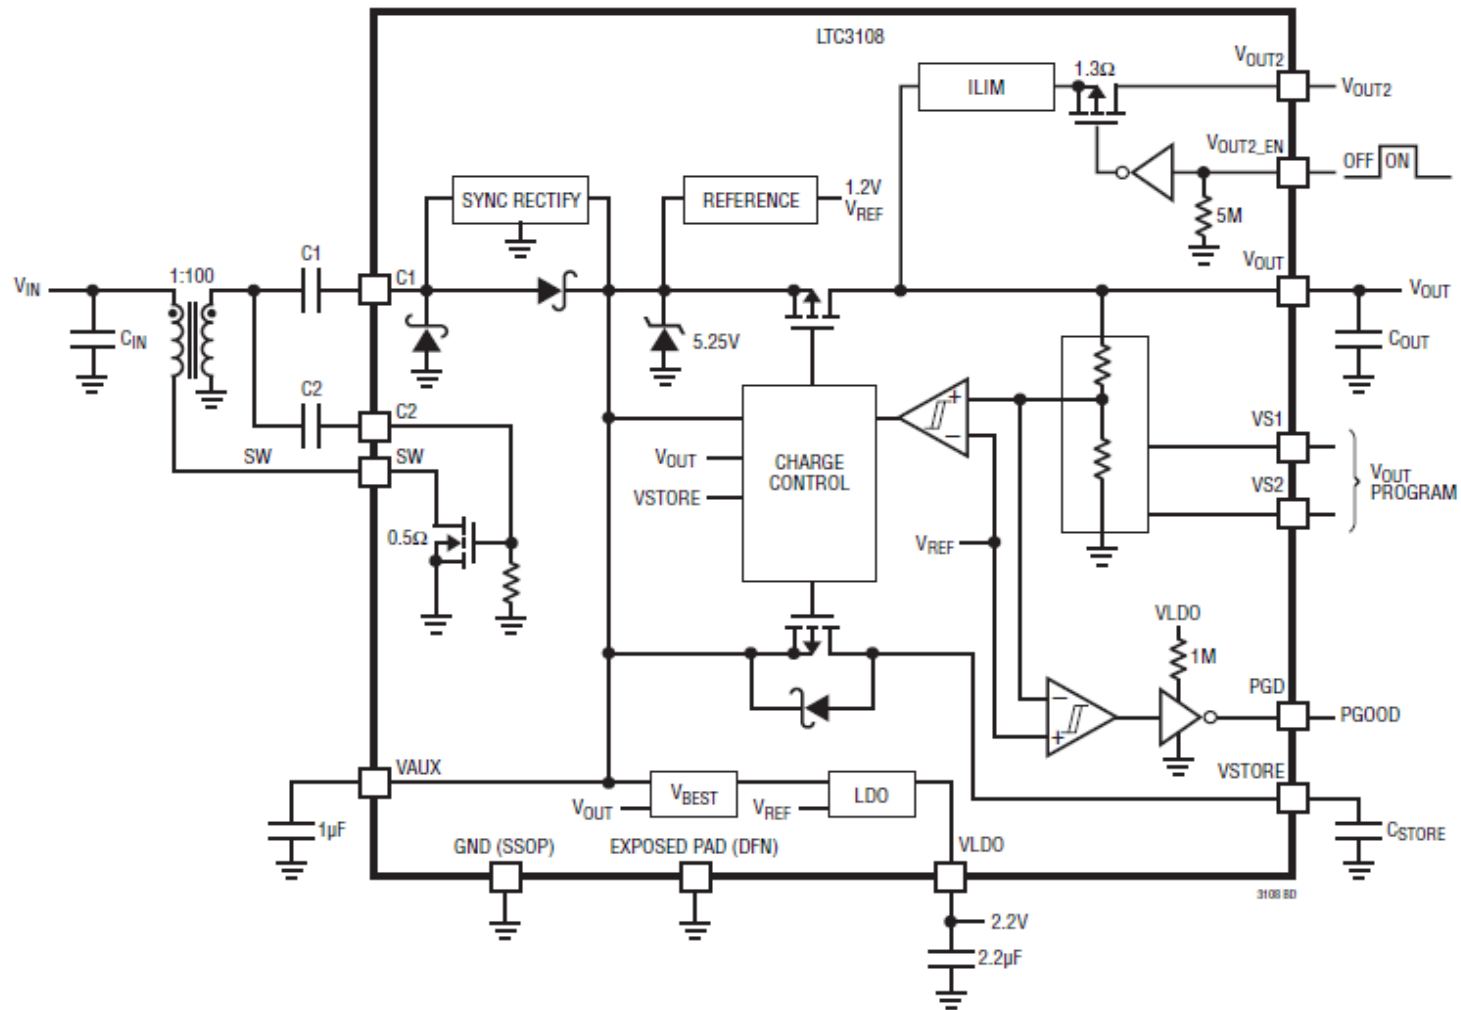 LTC3108
VOUT2
1.3Ω
ILIM
VOUT2
VOUT2_EN
OFF ON
SYNC RECTIFY
REFERENCE
1.2V
VREF
5M
C1
VOUT
1:100
C1
VIN
VOUT
CIN
5.25V
COUT
C2
C2
VS1
SW
SW
VOUT
CHARGE
CONTROL
VOUT
PROGRAM
VSTORE
VS2
0.5Ω
VREF
VLDO
1M
PGD
PGOOD
VAUX
VSTORE
VBEST
LDO
VOUT
VREF
1µF
CSTORE
GND (SSOP)
EXPOSED PAD (DFN)
VLDO
3108 BD
2.2V
2.2µF
+
−
−
+